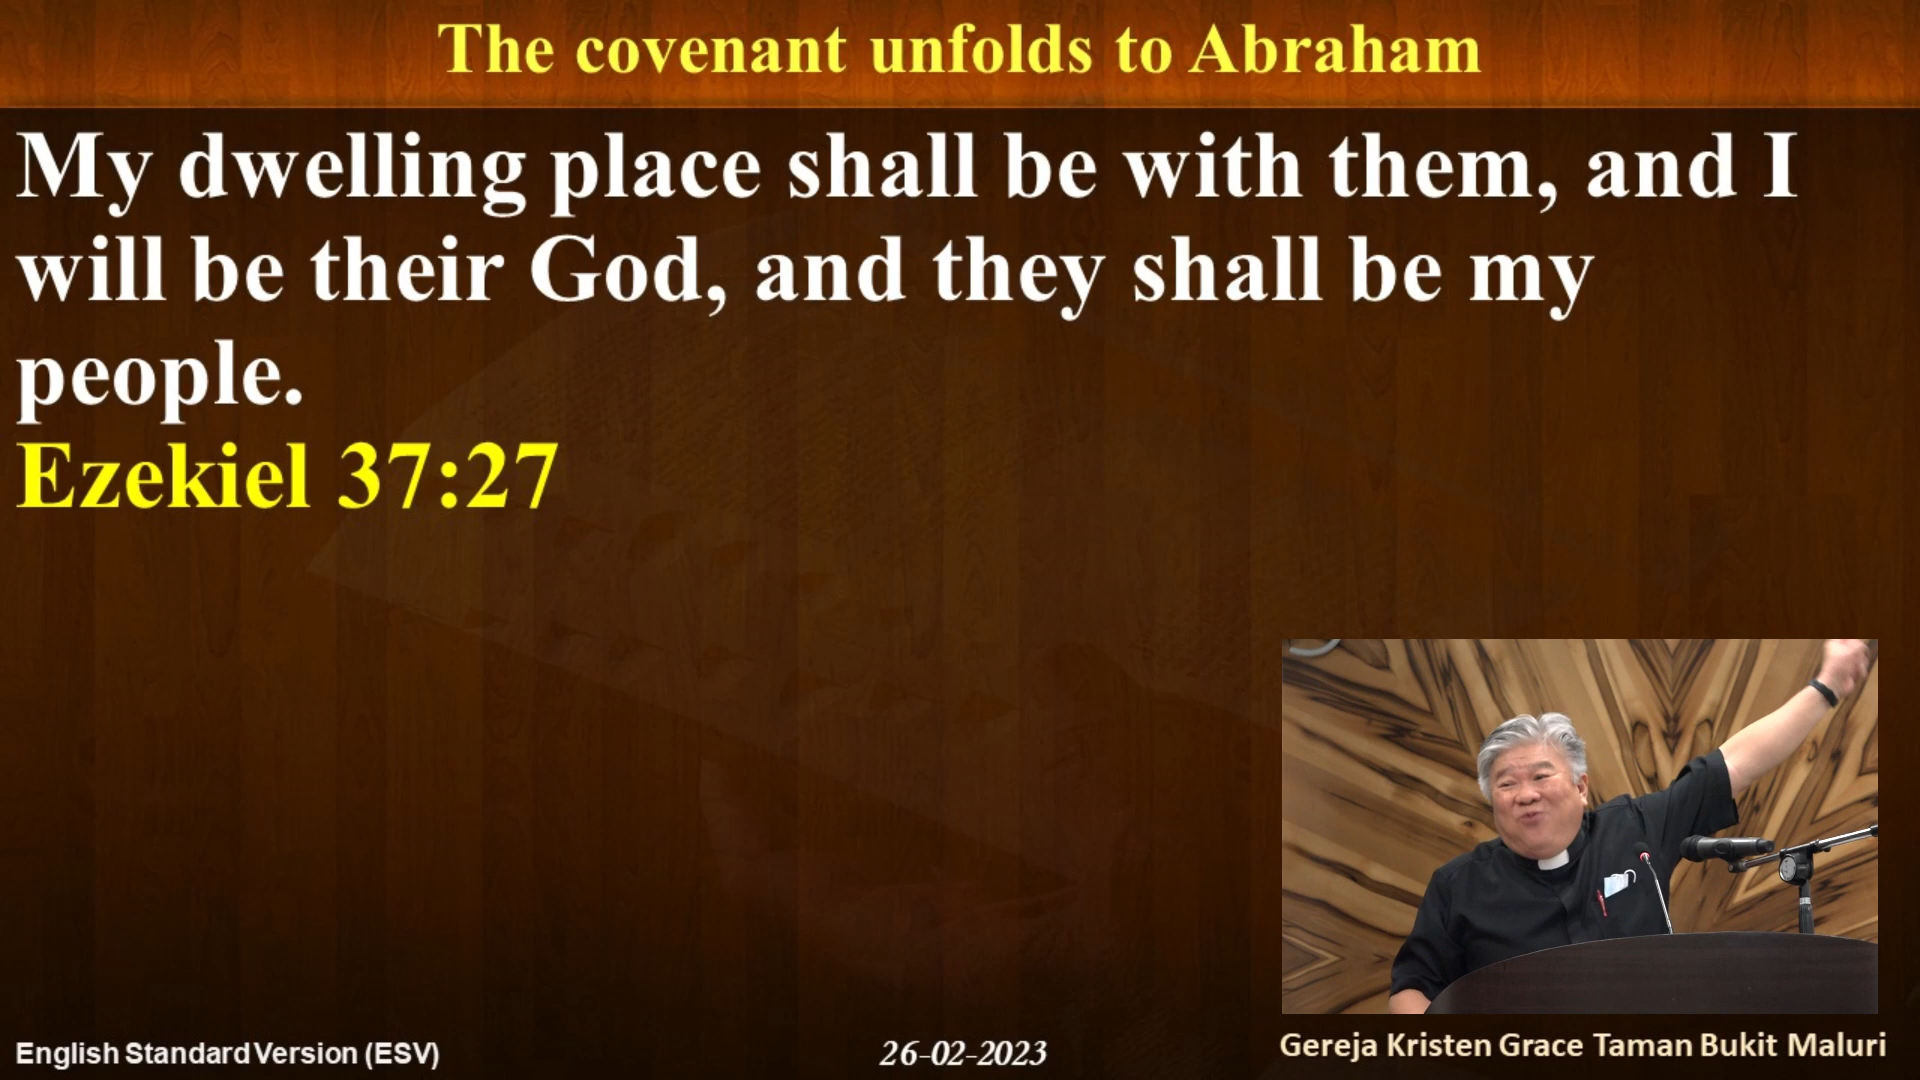 The covenant unfolds to Abraham
My dwelling place shall be with them, and I
will be their God, and they shall be my
people.
Ezekiel 37:27
English Standard Version (ESV)
26-02-2023
Gereja Kristen Grace Taman Bukit Maluri